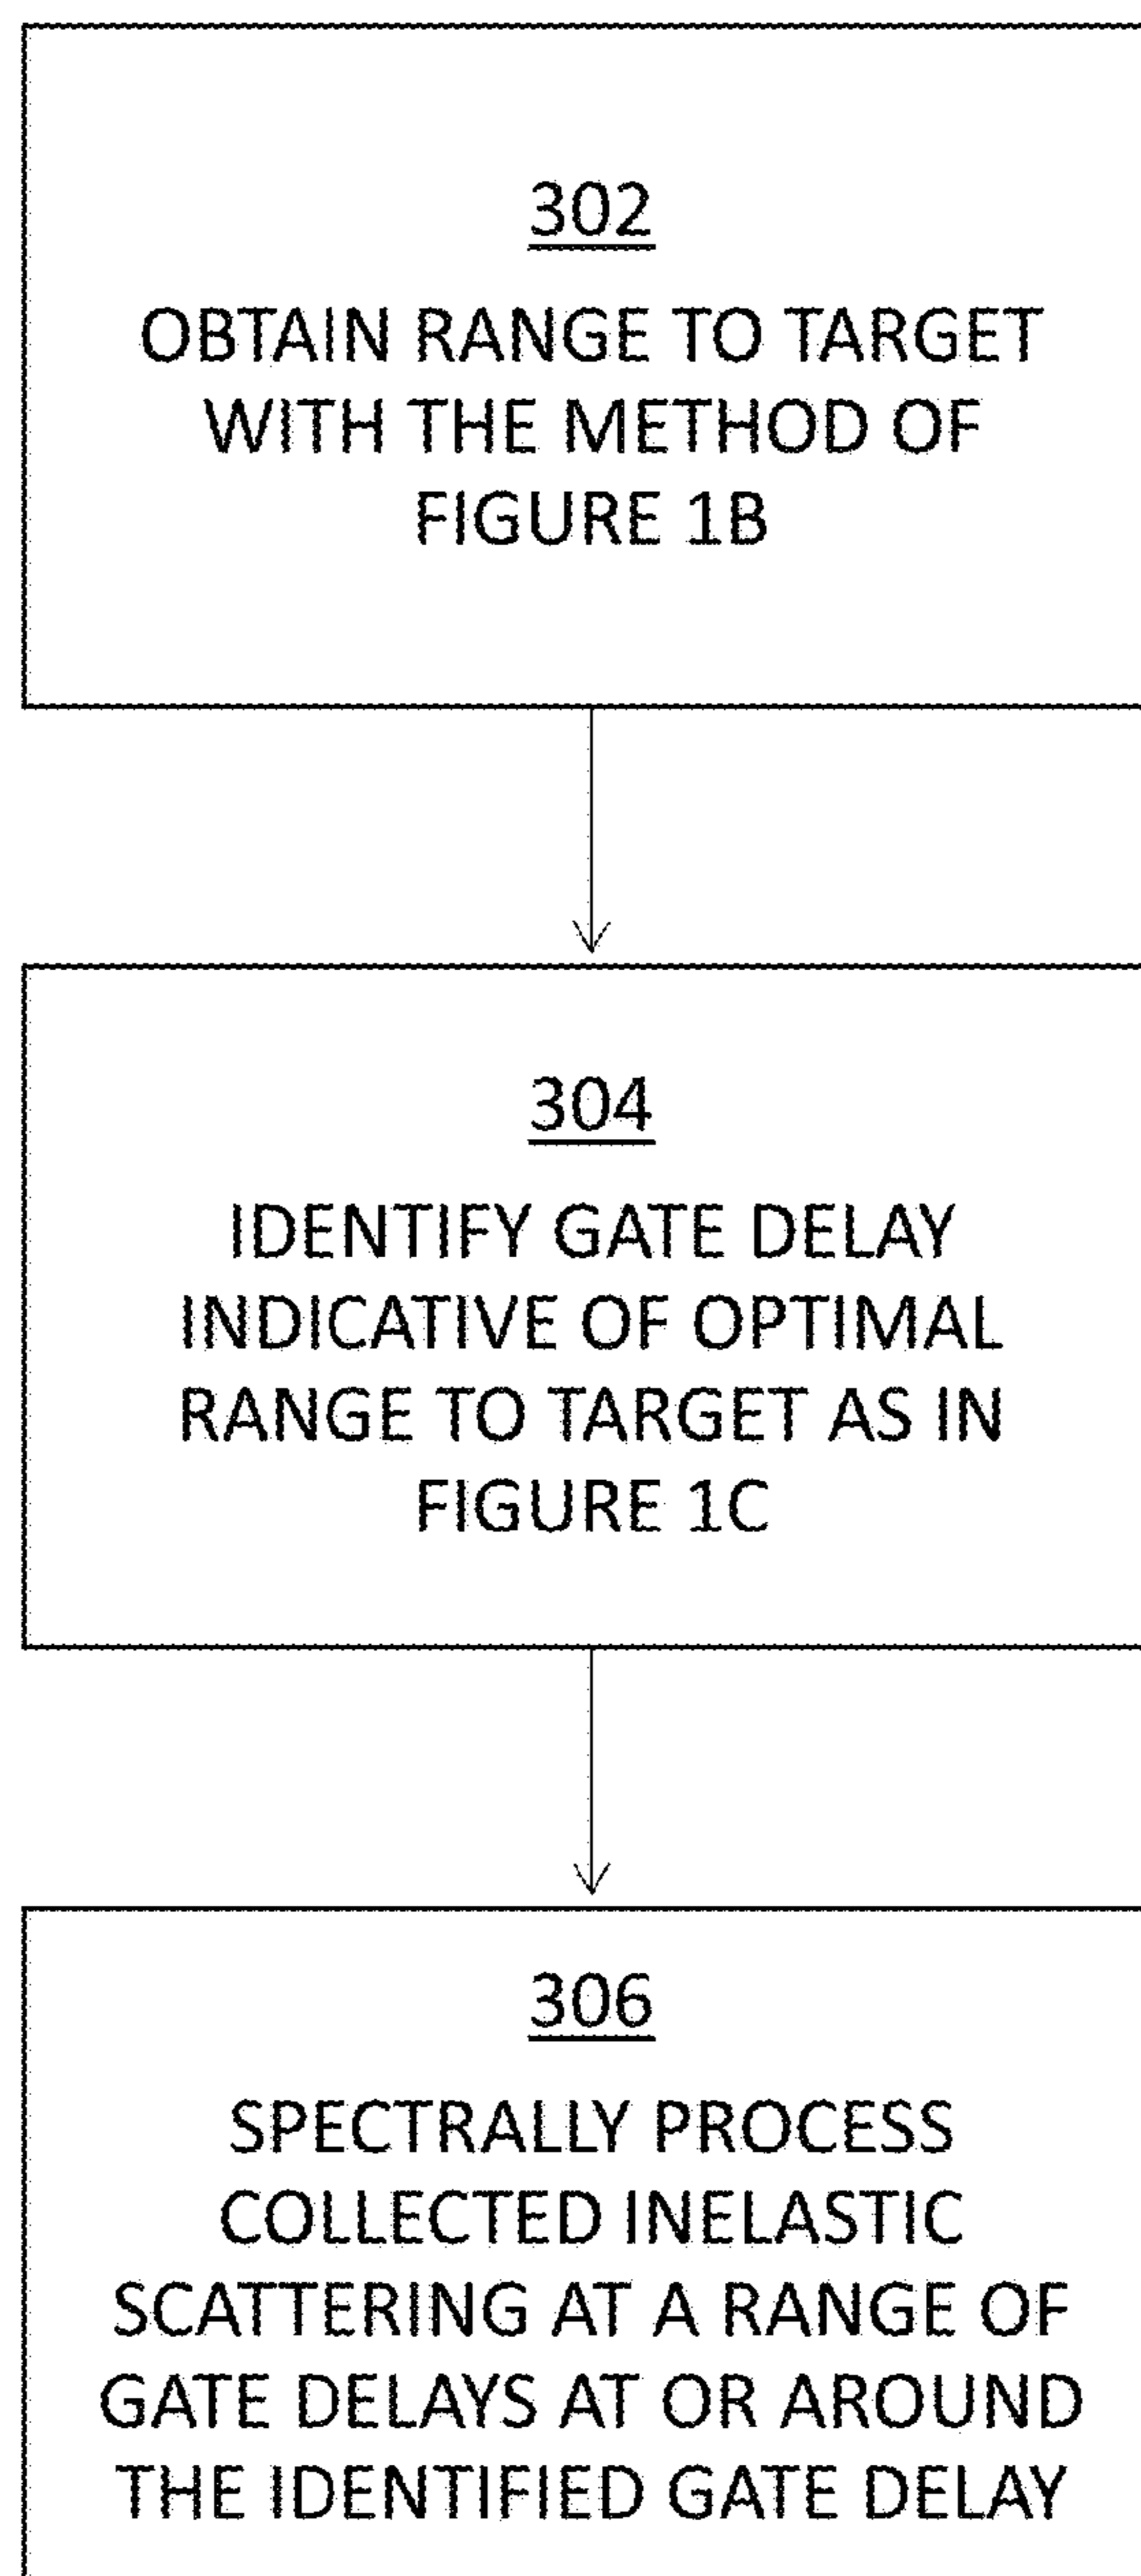 302
OBTAIN RANGE TO TARGET
WITH THE METHOD OF
FIGURE 1B
304
IDENTIFY GATE DELAY
INDICATIVE OF OPTIMAL
RANGE TO TARGET AS IN
FIGURE 1C
306
SPECTRALLY PROCESS
COLLECTED INELASTIC
SCATTERING AT A RANGE OF
GATE DELAYS AT OR AROUND
THE IDENTIFIED GATE DELAY